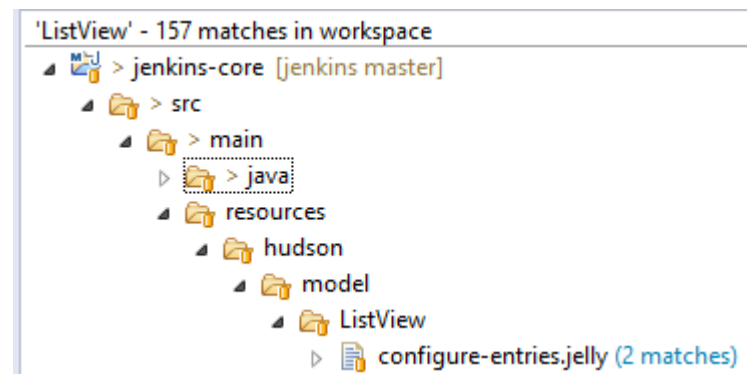 'ListView' - 157 matches in workspace
> jenkins-core [jenkins master]
> src
> main
> java
resources
hudson
model
ListView
configure-entries.jelly (2 matches)